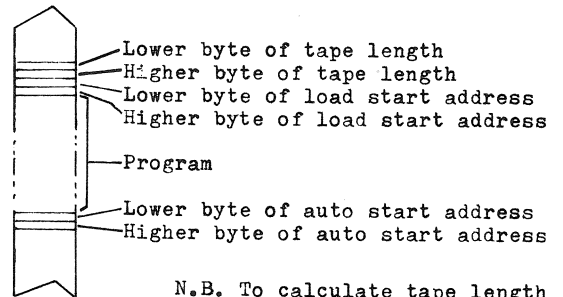 Lower byte of tape length
Higher byte of tape length
Lower byte of load start address
Higher byte of load start address
Program
Lower byte of auto start address
Higher byte of auto start address
N.B. To calculate tape length